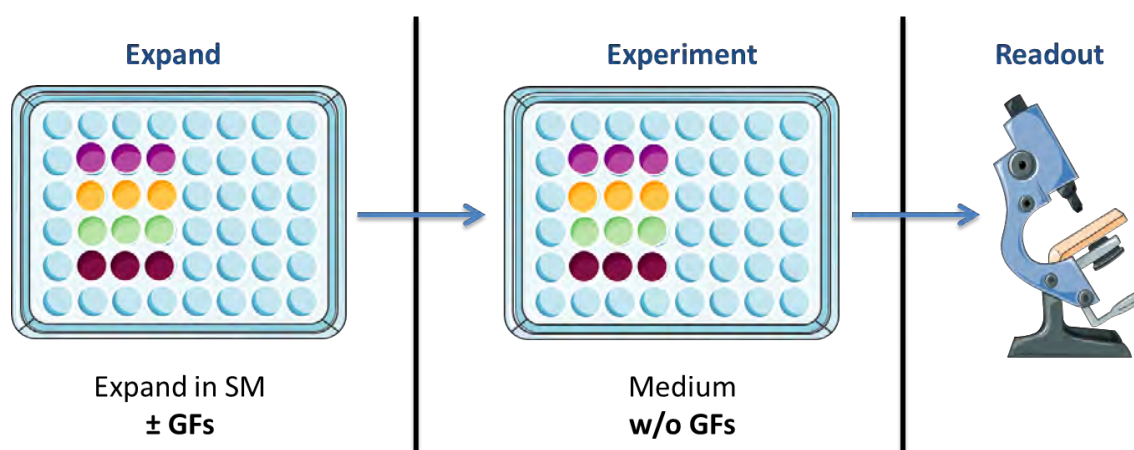 Expand
Experiment
Readout
Expand in SM
± GFs
Medium
w/o GFs